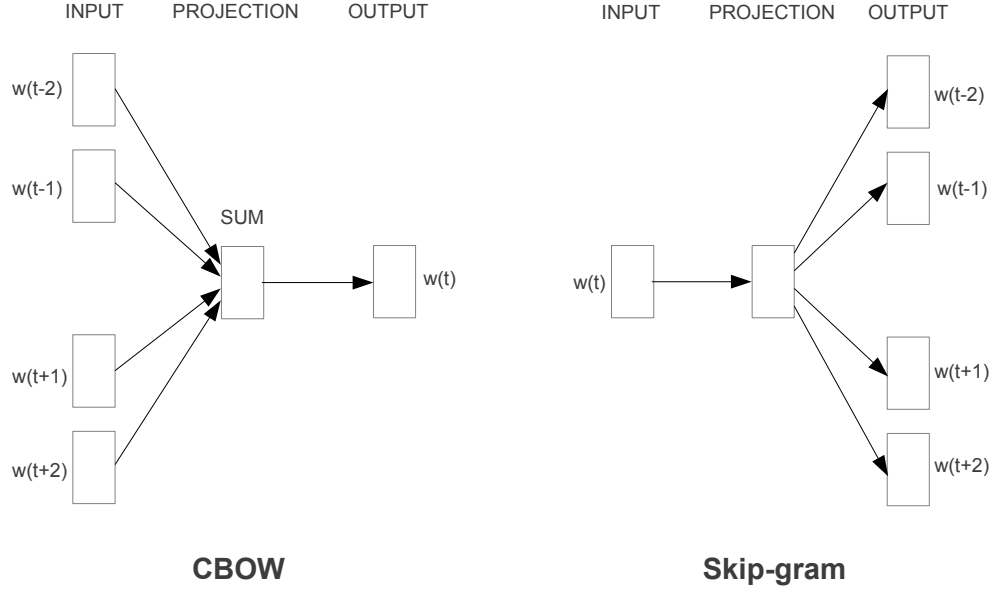 INPUT PROJECTION OUTPUT
w(t-2)
w(t-1)
SUM
w(t)
w(t+1)
w(t+2)
CBOW
INPUT PROJECTION OUTPUT
w(t-2)
w(t-1)
w(t)
w(t+1)
w(t+2)
Skip-gram